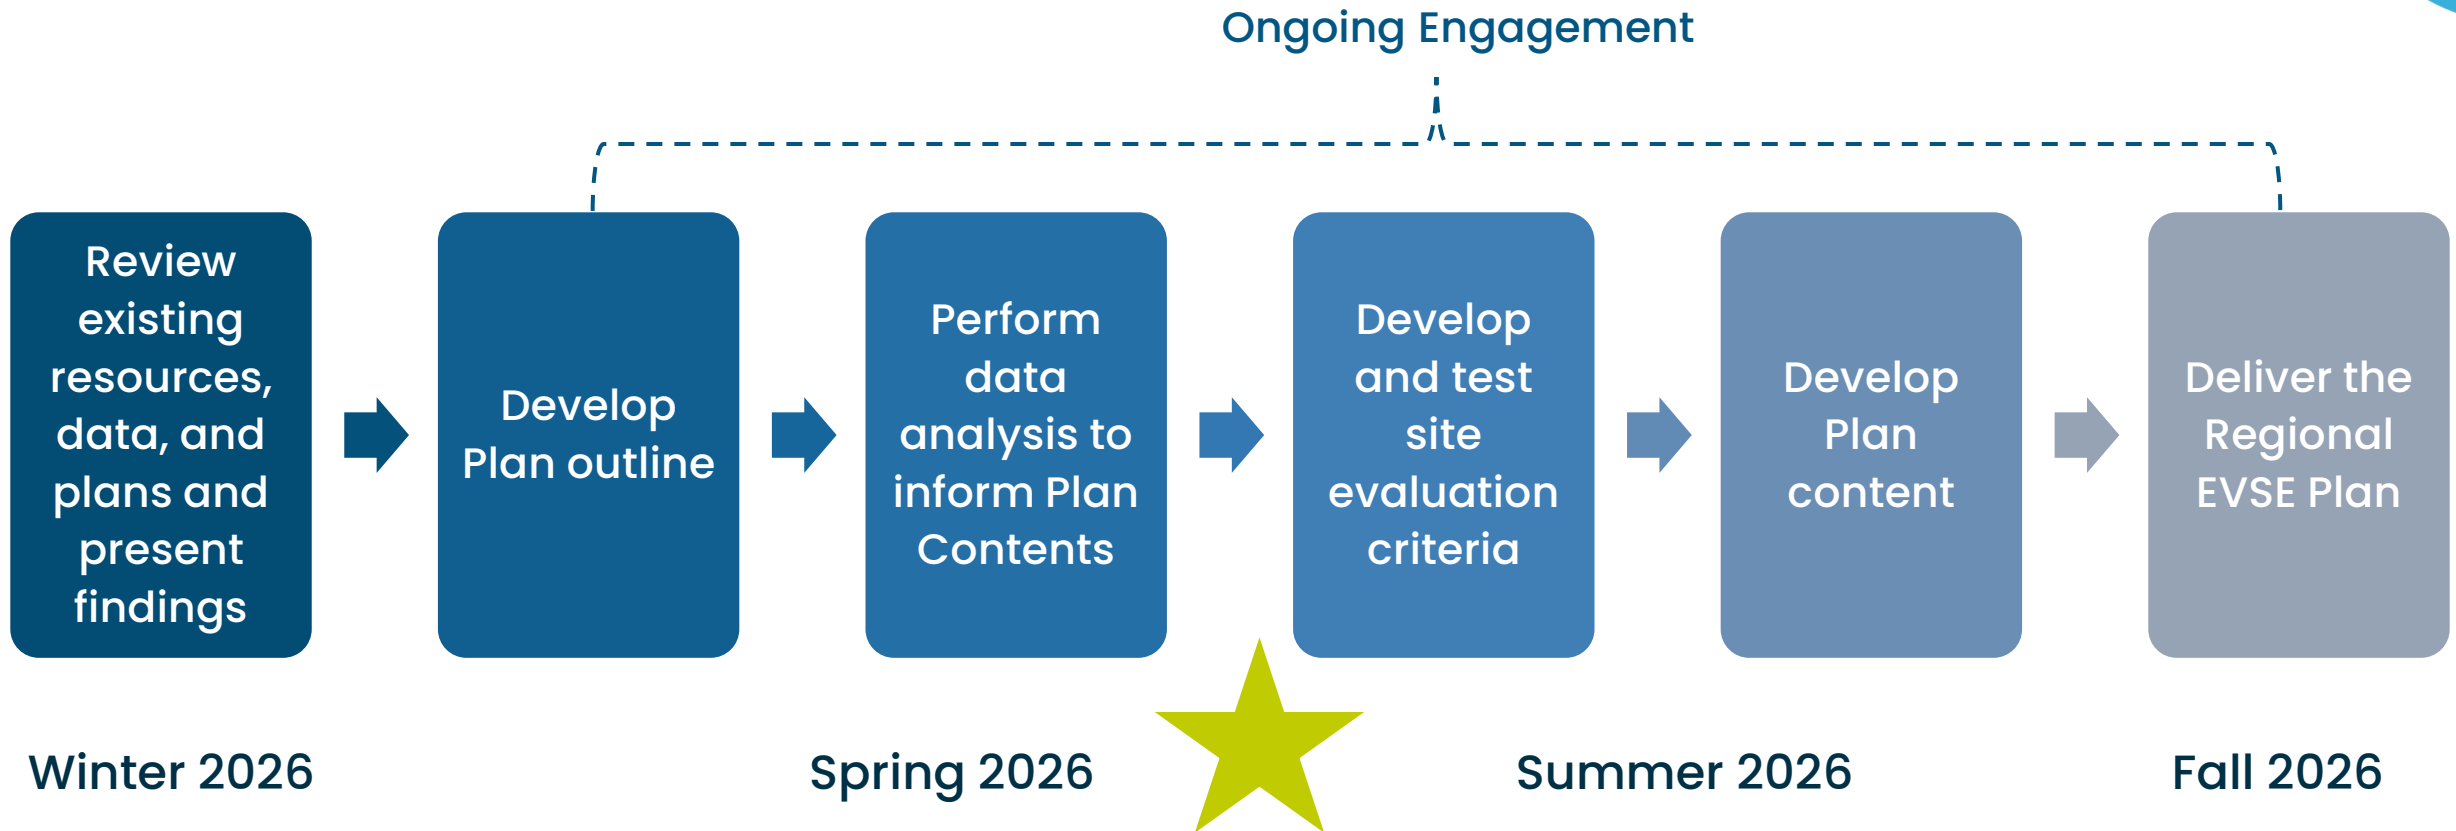 Ongoing Engagement
Review
existing
resources,
data, and
plans and
present
findings
Develop
Plan outline
Perform
data
analysis to
inform Plan
Contents
Develop
and test
site
evaluation
criteria
Develop
Plan
content
Deliver the
Regional
EVSE Plan
Winter 2026
Spring 2026
Summer 2026
Fall 2026